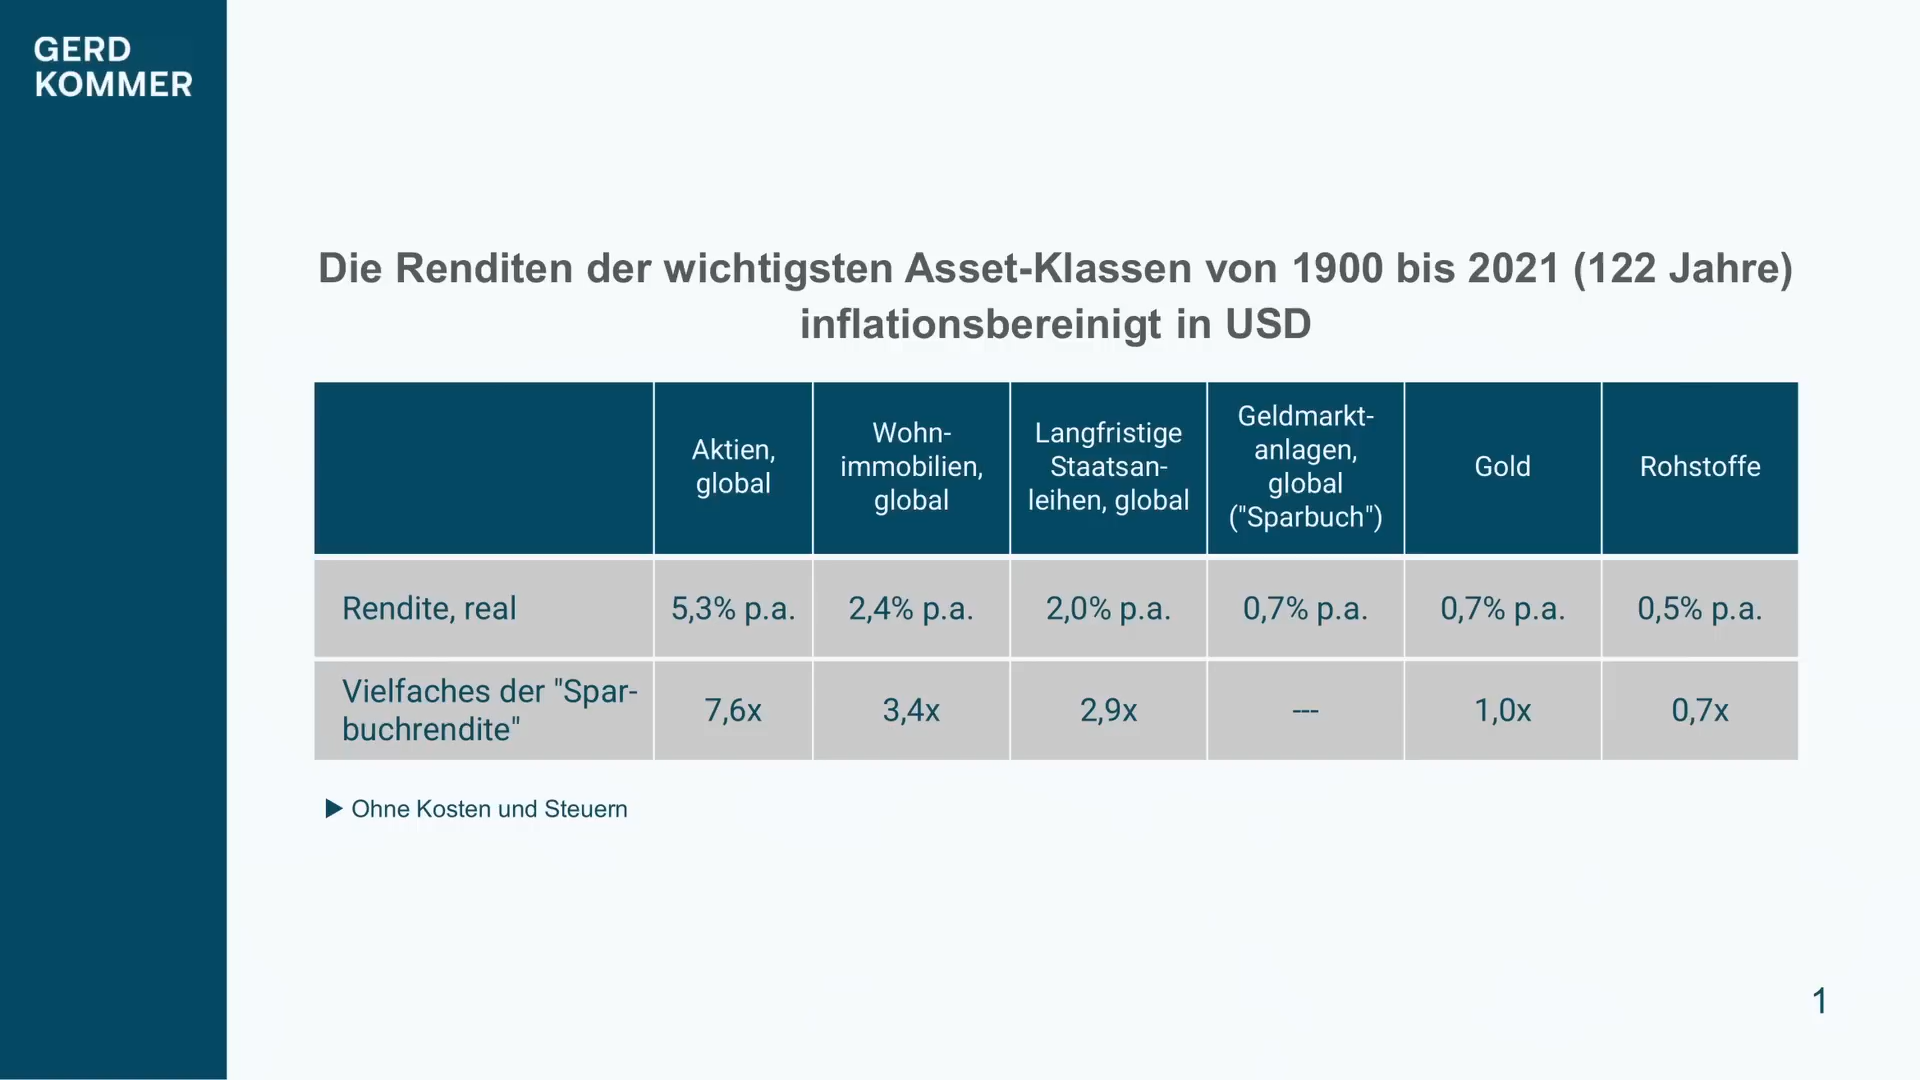 GERD
KOMMER
Die Renditen der wichtigsten Asset-Klassen von 1900 bis 2021 (122 Jahre)
inflationsbereinigt in USD
Aktien,
global
Wohn-
immobilien,
global
Langfristige
Staatsan-
leihen, global
Geldmarkt-
anlagen,
global
("Sparbuch")
Gold
Rohstoffe
Rendite, real
5,3% p.a.
2,4% p.a.
2,0% p.a.
0,7% p.a.
0,7% p.a.
0,5% p.a.
Vielfaches der "Spar-
buchrendite"
7,6x
3,4x
2,9x
---
1,0x
0,7x
▶ Ohne Kosten und Steuern
1